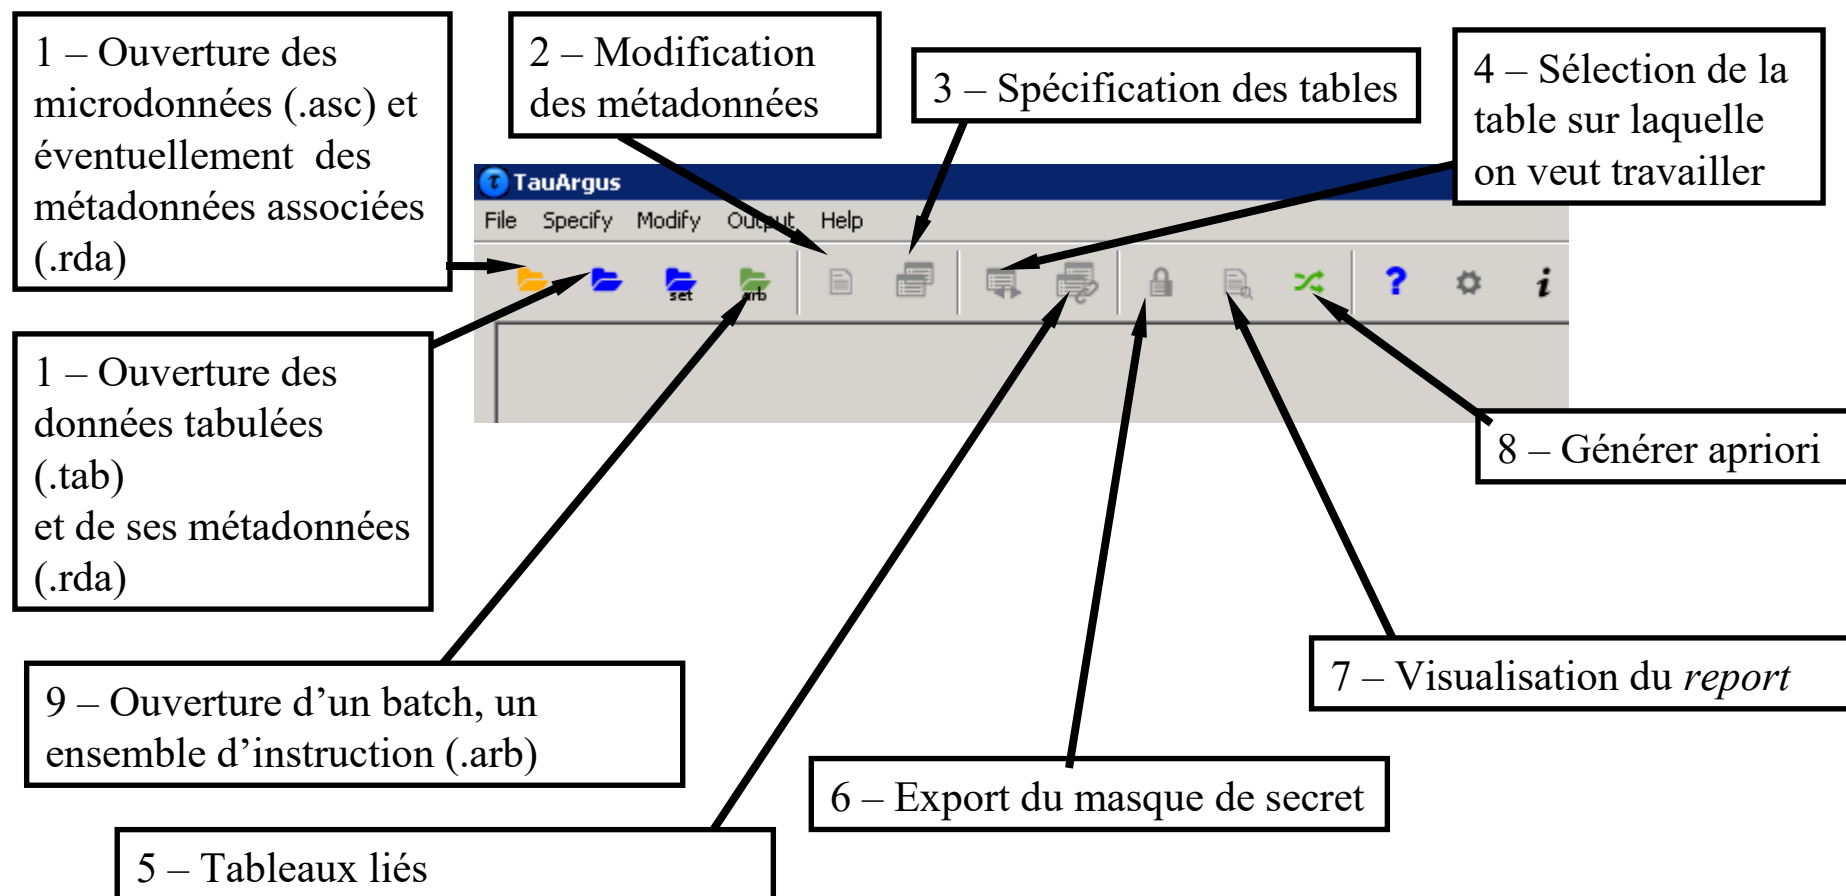 1 – Ouverture des
microdonnées (.asc) et
éventuellement des
métadonnées associées
(.rda)
2 – Modification
des métadonnées
3 – Spécification des tables
4 – Sélection de la
table sur laquelle
on veut travailler
TauArgus
File Specify Modify Output Help
set arb ? i
1 – Ouverture des
données tabulées
(.tab)
et de ses métadonnées
(.rda)
8 – Générer apriori
9 – Ouverture d’un batch, un
ensemble d’instruction (.arb)
7 – Visualisation du report
6 – Export du masque de secret
5 – Tableaux liés